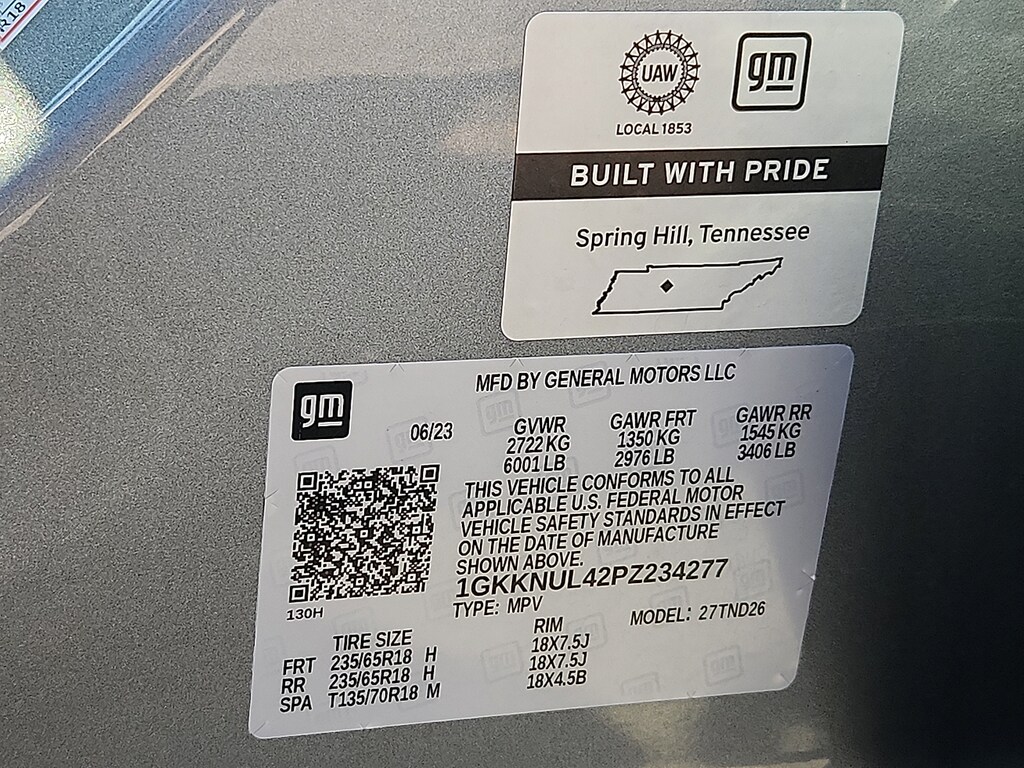 R18
UAW
gm
LOCAL 1853
BUILT WITH PRIDE
Spring Hill, Tennessee
gm
MFD BY GENERAL MOTORS LLC
06/23
GVWR GAWR FRT GAWR RR
2722 KG 1350 KG 1545 KG
6001 LB 2976 LB 3406 LB
THIS VEHICLE CONFORMS TO ALL
APPLICABLE U.S. FEDERAL MOTOR
VEHICLE SAFETY STANDARDS IN EFFECT
ON THE DATE OF MANUFACTURE
SHOWN ABOVE.
1GKKNUL42PZ234277
130H
TYPE: MPV MODEL: 27TND26
TIRE SIZE RIM
FRT 235/65R18 H 18X7.5J
RR 235/65R18 H 18X7.5J
SPA T135/70R18 M 18X4.5B